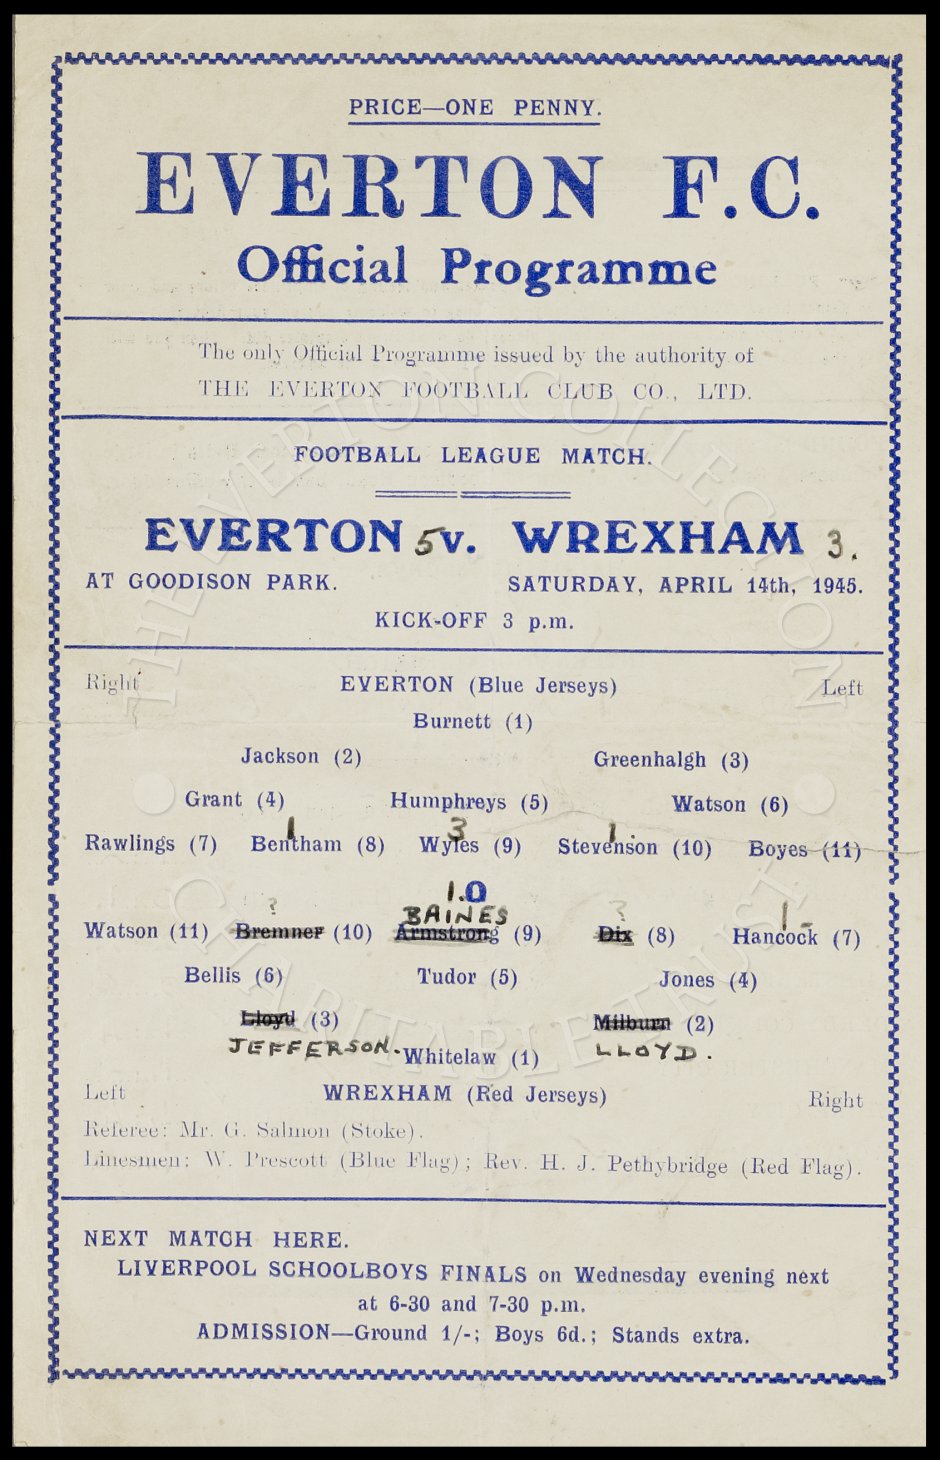 PRICE—ONE PENNY.
EVERTON F.C.
Official Programme
The only Official Programme issued by the authority of
THE EVERTON FOOTBALL CLUB CO., LTD.
FOOTBALL LEAGUE MATCH.
EVERTON 5 v. WREXHAM 3.
AT GOODISON PARK. SATURDAY, APRIL 14th, 1945.
KICK-OFF 3 p.m.
Right EVERTON (Blue Jerseys) Left
Burnett (1)
Jackson (2) Greenhalgh (3)
Grant (4) Humphreys (5) Watson (6)
1 3 1.
Rawlings (7) Bentham (8) Wyles (9) Stevenson (10) Boyes (11)
1. O
? BAINES ? 1-
Watson (11) Bremner (10) Armstrong (9) Dix (8) Hancock (7)
Bellis (6) Tudor (5) Jones (4)
Lloyd (3) Milburn (2)
JEFFERSON. Whitelaw (1) LLOYD.
Left WREXHAM (Red Jerseys) Right
Referee: Mr. G. Salmon (Stoke).
Linesmen: W. Prescott (Blue Flag); Rev. H. J. Pethybridge (Red Flag).
NEXT MATCH HERE.
LIVERPOOL SCHOOLBOYS FINALS on Wednesday evening next
at 6-30 and 7-30 p.m.
ADMISSION—Ground 1/-; Boys 6d.; Stands extra.
THE EVERTON COLLECTION
CHARITABLE TRUST